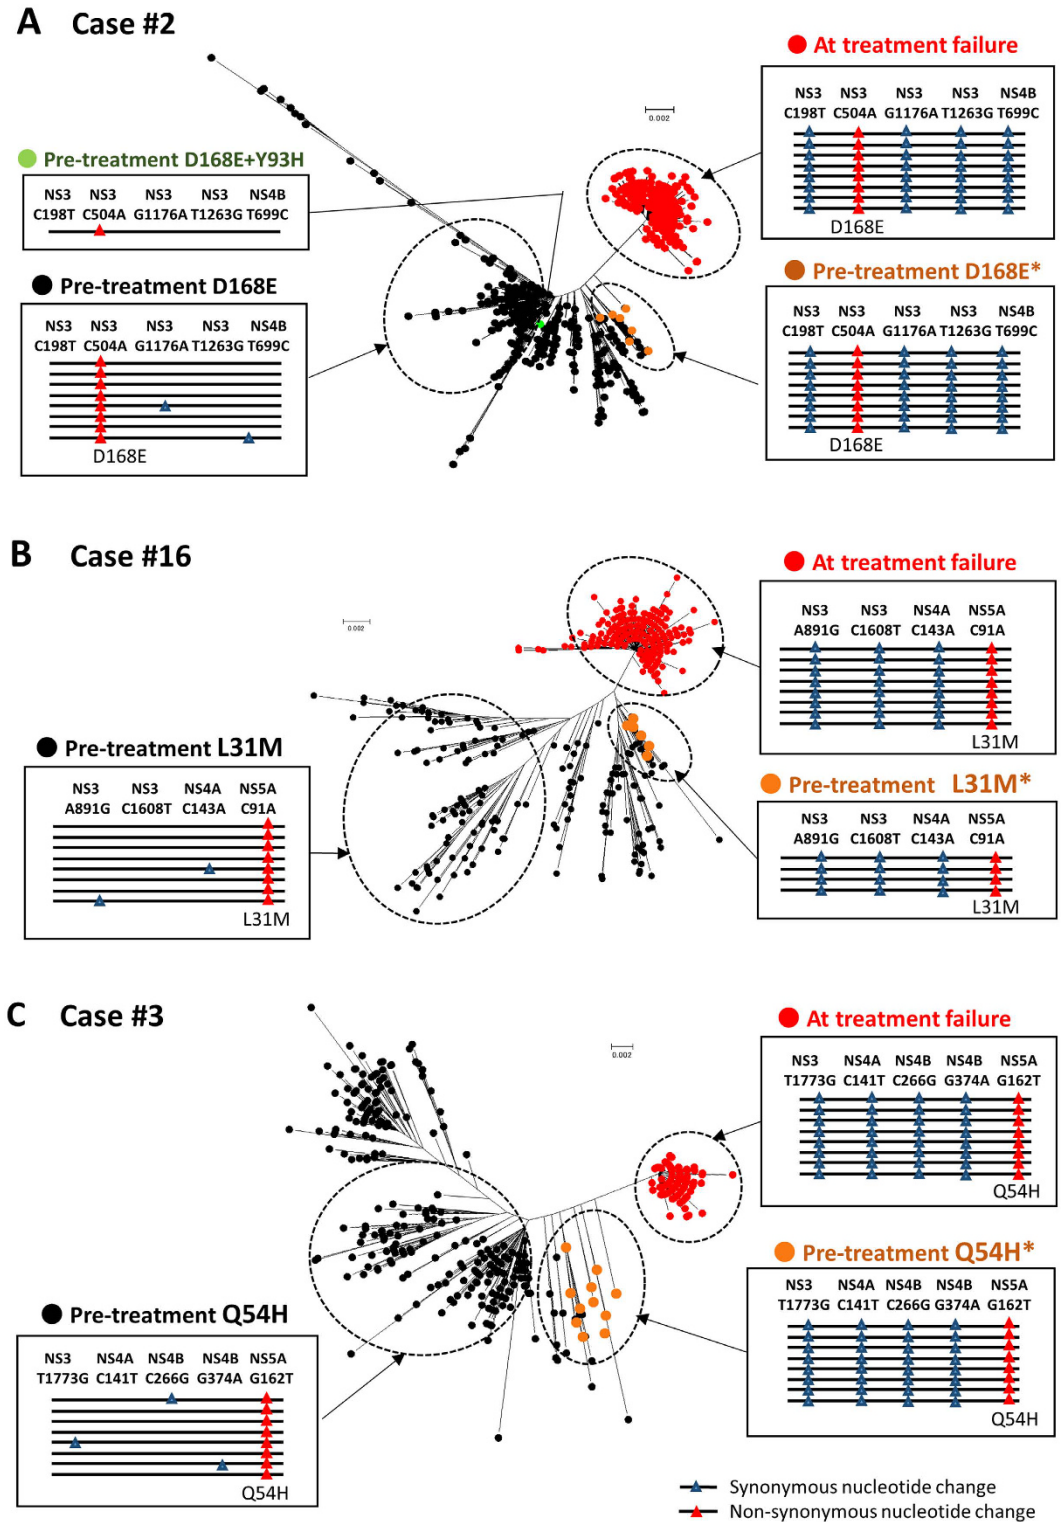 A Case #2
At treatment failure
NS3 NS3 NS3 NS3 NS4B
C198T C504A G1176A T1263G T699C
D168E
0.002
Pre-treatment D168E+Y93H
NS3 NS3 NS3 NS3 NS4B
C198T C504A G1176A T1263G T699C
Pre-treatment D168E*
NS3 NS3 NS3 NS3 NS4B
C198T C504A G1176A T1263G T699C
D168E
Pre-treatment D168E
NS3 NS3 NS3 NS3 NS4B
C198T C504A G1176A T1263G T699C
D168E
B Case #16
At treatment failure
NS3 NS3 NS4A NS5A
A891G C1608T C143A C91A
L31M
0.002
Pre-treatment L31M
NS3 NS3 NS4A NS5A
A891G C1608T C143A C91A
L31M
Pre-treatment L31M*
NS3 NS3 NS4A NS5A
A891G C1608T C143A C91A
L31M
C Case #3
At treatment failure
NS3 NS4A NS4B NS4B NS5A
T1773G C141T C266G G374A G162T
Q54H
0.002
Pre-treatment Q54H*
NS3 NS4A NS4B NS4B NS5A
T1773G C141T C266G G374A G162T
Q54H
Pre-treatment Q54H
NS3 NS4A NS4B NS4B NS5A
T1773G C141T C266G G374A G162T
Q54H
Synonymous nucleotide change
Non-synonymous nucleotide change